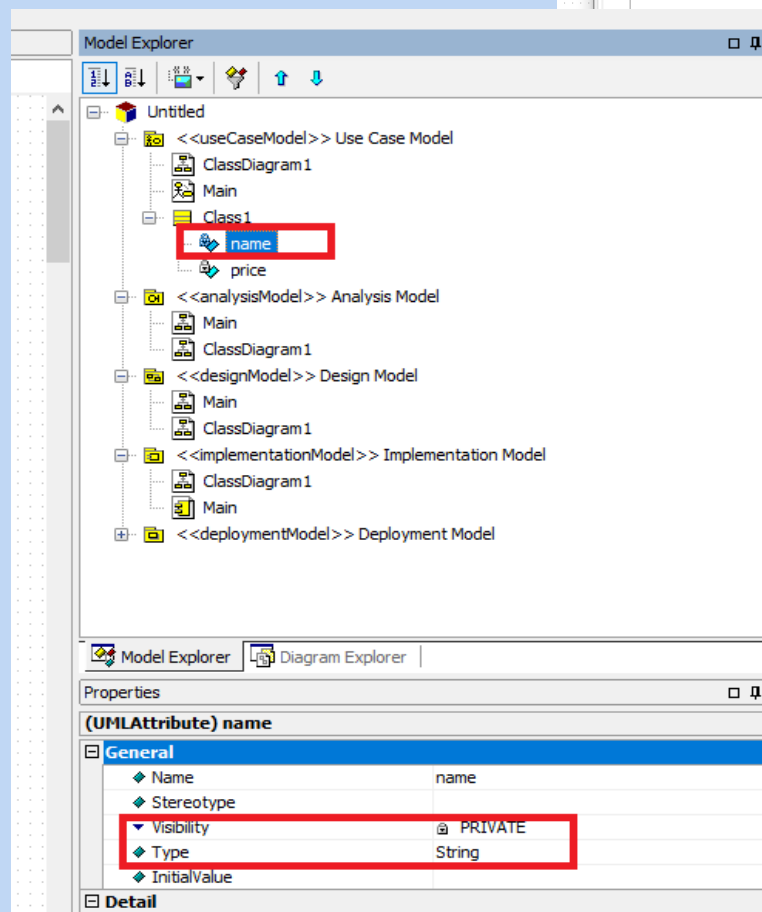 Model Explorer
Untitled
<<useCaseModel>> Use Case Model
ClassDiagram1
Main
Class1
name
price
<<analysisModel>> Analysis Model
Main
ClassDiagram1
<<designModel>> Design Model
Main
ClassDiagram1
<<implementationModel>> Implementation Model
ClassDiagram1
Main
<<deploymentModel>> Deployment Model
Model Explorer Diagram Explorer
Properties
(UMLAttribute) name
General
Name name
Stereotype
Visibility PRIVATE
Type String
InitialValue
Detail